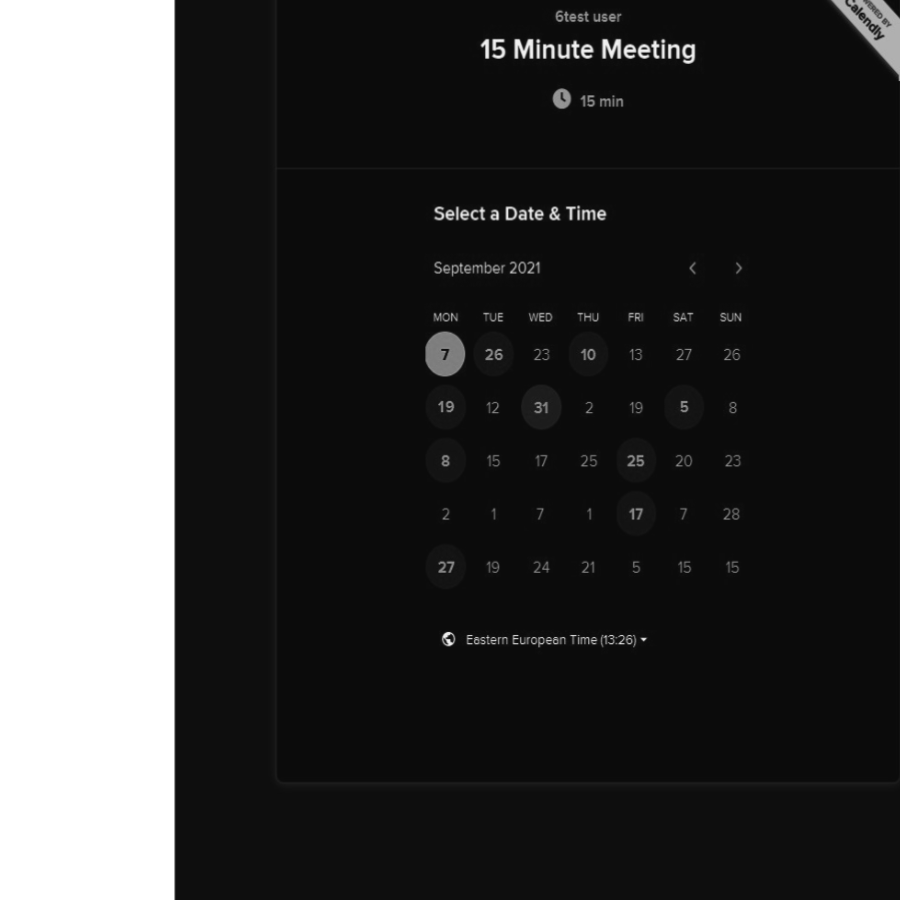 6test user
POWERED BY
Calendly
15 Minute Meeting
15 min
Select a Date & Time
September 2021
MON TUE WED THU FRI SAT SUN
7 26 23 10 13 27 26
19 12 31 2 19 5 8
8 15 17 25 25 20 23
2 1 7 1 17 7 28
27 19 24 21 5 15 15
Eastern European Time (13:26)